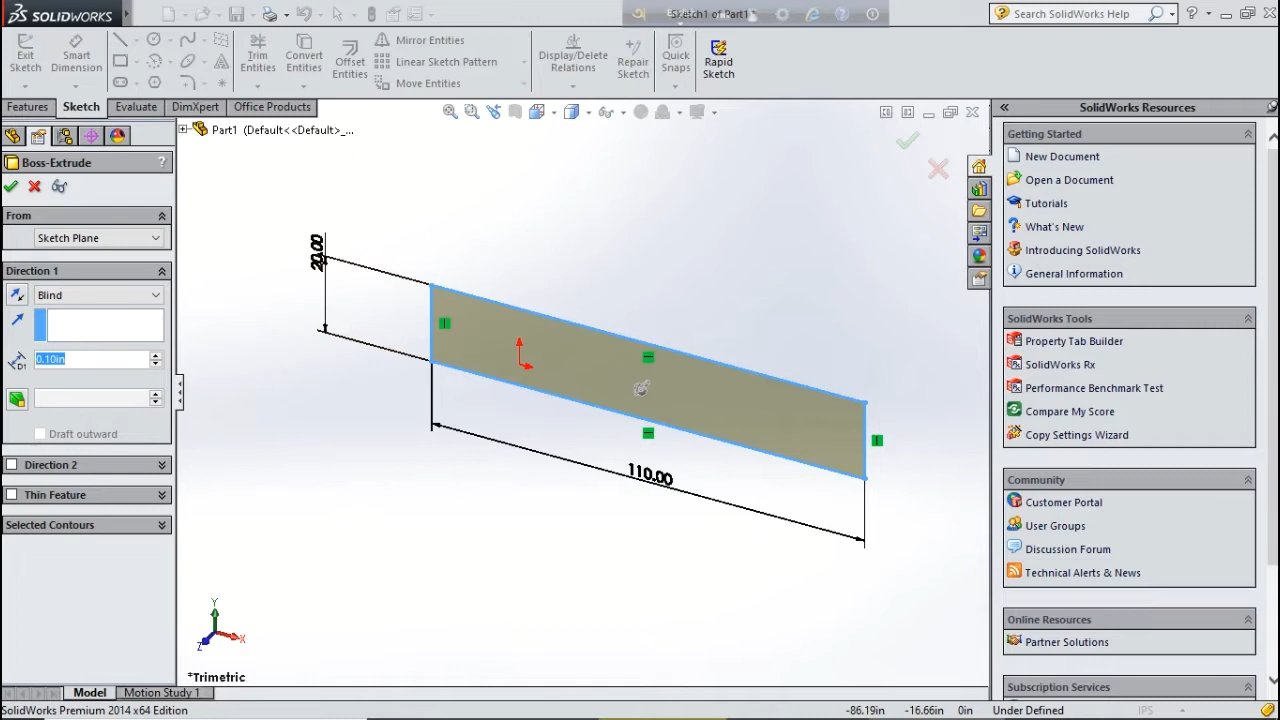 SOLIDWORKS
Sketch1 of Part1 *
Search SolidWorks Help
Exit Sketch
Smart Dimension
Trim Entities
Convert Entities
Offset Entities
Mirror Entities
Linear Sketch Pattern
Move Entities
Display/Delete Relations
Repair Sketch
Quick Snaps
Rapid Sketch
Features
Sketch
Evaluate
DimXpert
Office Products
Part1 (Default<<Default>_...
Boss-Extrude
?
From
Sketch Plane
Direction 1
Blind
0.10in
Draft outward
Direction 2
Thin Feature
Selected Contours
20.00
110.00
Y
X
Z
*Trimetric
SolidWorks Resources
Getting Started
New Document
Open a Document
Tutorials
What's New
Introducing SolidWorks
General Information
SolidWorks Tools
Property Tab Builder
SolidWorks Rx
Performance Benchmark Test
Compare My Score
Copy Settings Wizard
Community
Customer Portal
User Groups
Discussion Forum
Technical Alerts & News
Online Resources
Partner Solutions
Subscription Services
Model
Motion Study 1
SolidWorks Premium 2014 x64 Edition
-86.19in
-16.66in
0in
Under Defined
IPS